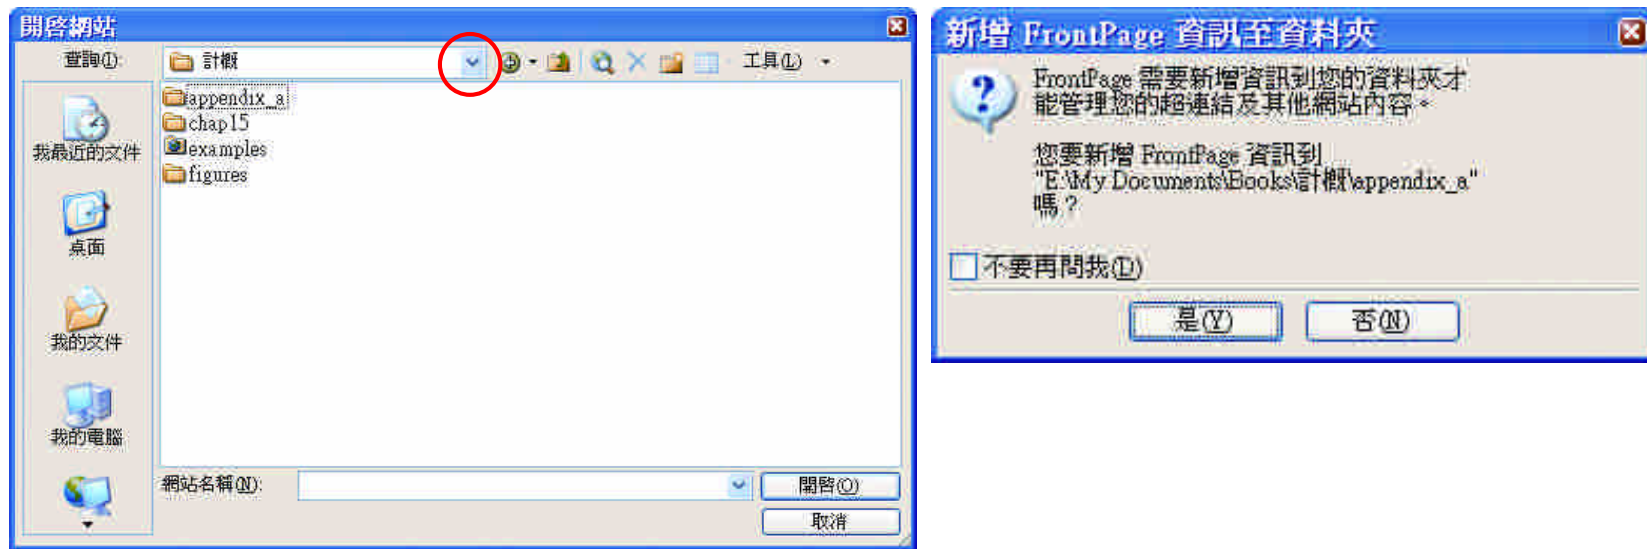 開啟網站
查詢(I):
計概
工具(L)
appendix_a
chap15
examples
figures
我最近的文件
桌面
我的文件
我的電腦
網站名稱(N):
開啟(O)
取消
新增 FrontPage 資訊至資料夾
FrontPage 需要新增資訊到您的資料夾才
能管理您的超連結及其他網站內容。
您要新增 FrontPage 資訊到
"E:\My Documents\Books\計概\appendix_a"
嗎？
不要再問我(D)
是(Y)
否(N)